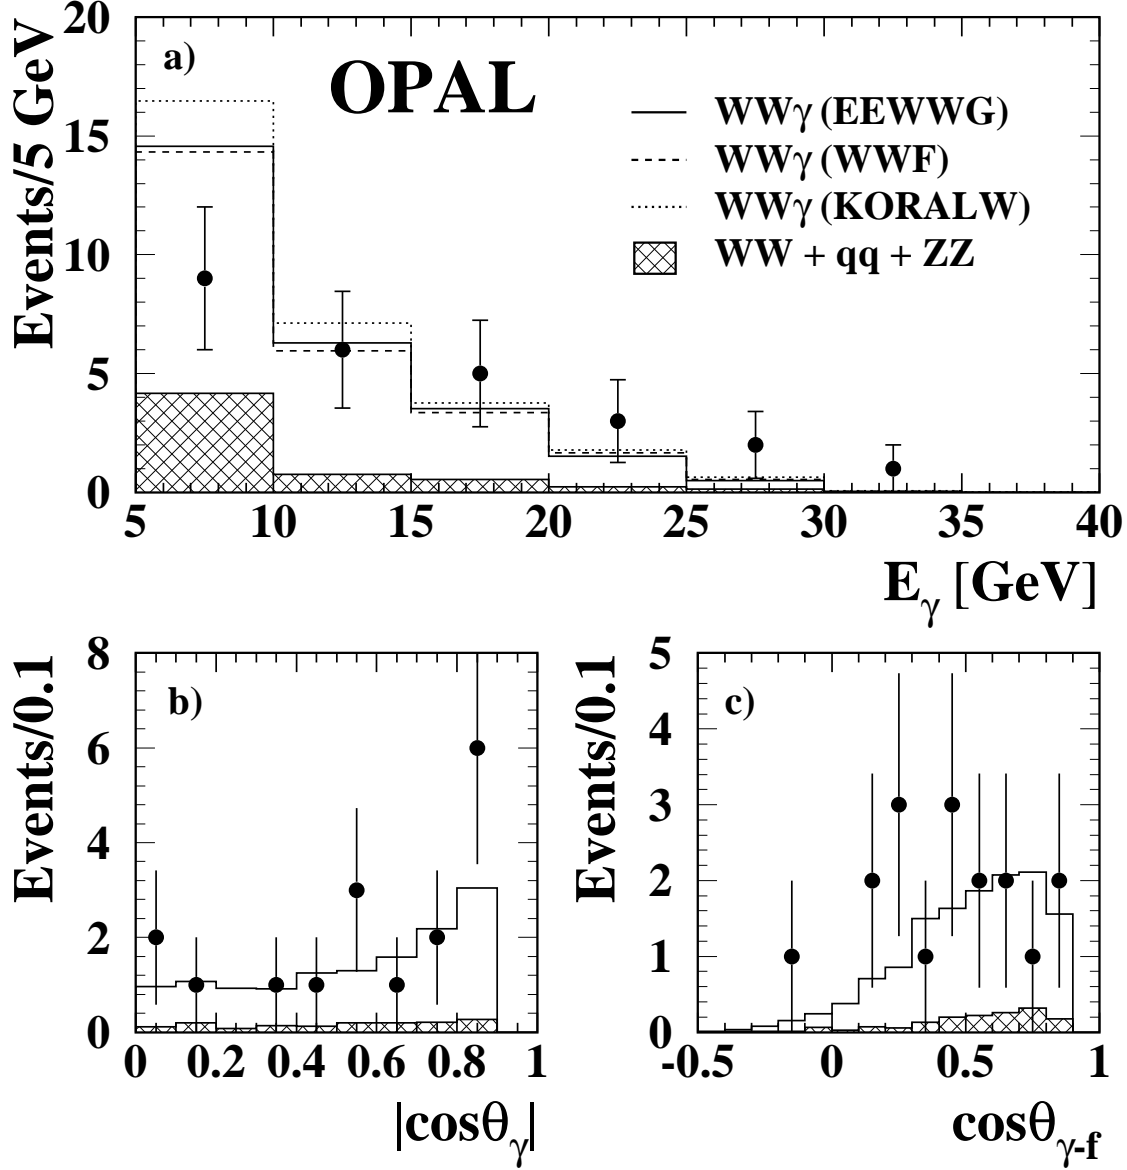 20
15
10
5
0
Events/5 GeV
a)
OPAL
WWγ (EEWWG)
WWγ (WWF)
WWγ (KORALW)
WW + qq + ZZ
5 10 15 20 25 30 35 40
Eγ [GeV]
8
6
4
2
0
Events/0.1
b)
0 0.2 0.4 0.6 0.8 1
|cosθγ|
5
4
3
2
1
0
Events/0.1
c)
-0.5 0 0.5 1
cosθγ-f